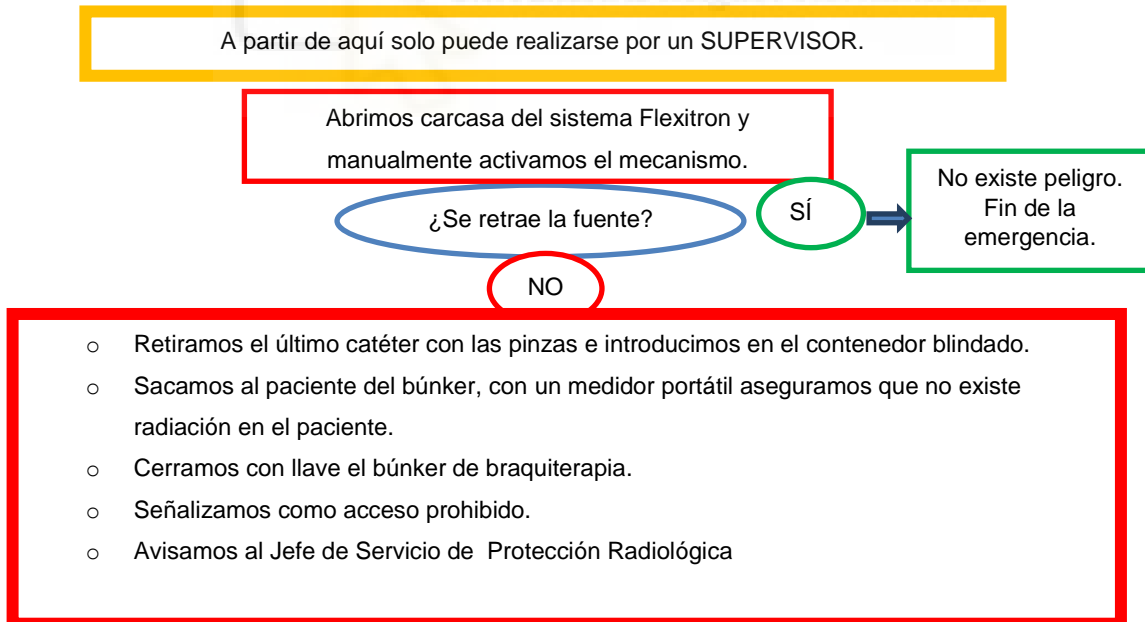 A partir de aquí solo puede realizarse por un SUPERVISOR.
Abrimos carcasa del sistema Flexitron y
manualmente activamos el mecanismo.
¿Se retrae la fuente?
SÍ
No existe peligro.
Fin de la
emergencia.
NO
o Retiramos el último catéter con las pinzas e introducimos en el contenedor blindado.
o Sacamos al paciente del búnker, con un medidor portátil aseguramos que no existe
radiación en el paciente.
o Cerramos con llave el búnker de braquiterapia.
o Señalizamos como acceso prohibido.
o Avisamos al Jefe de Servicio de Protección Radiológica